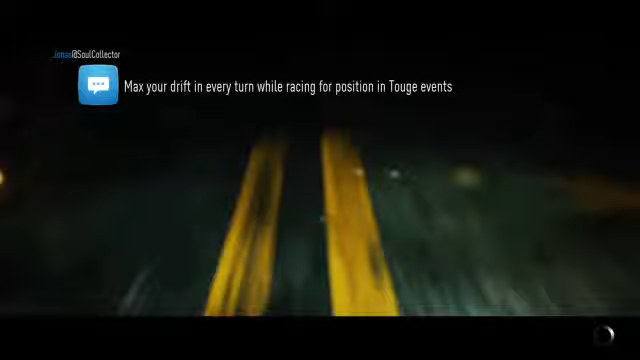 Jonas@SoulCollector
Max your drift in every turn while racing for position in Touge events